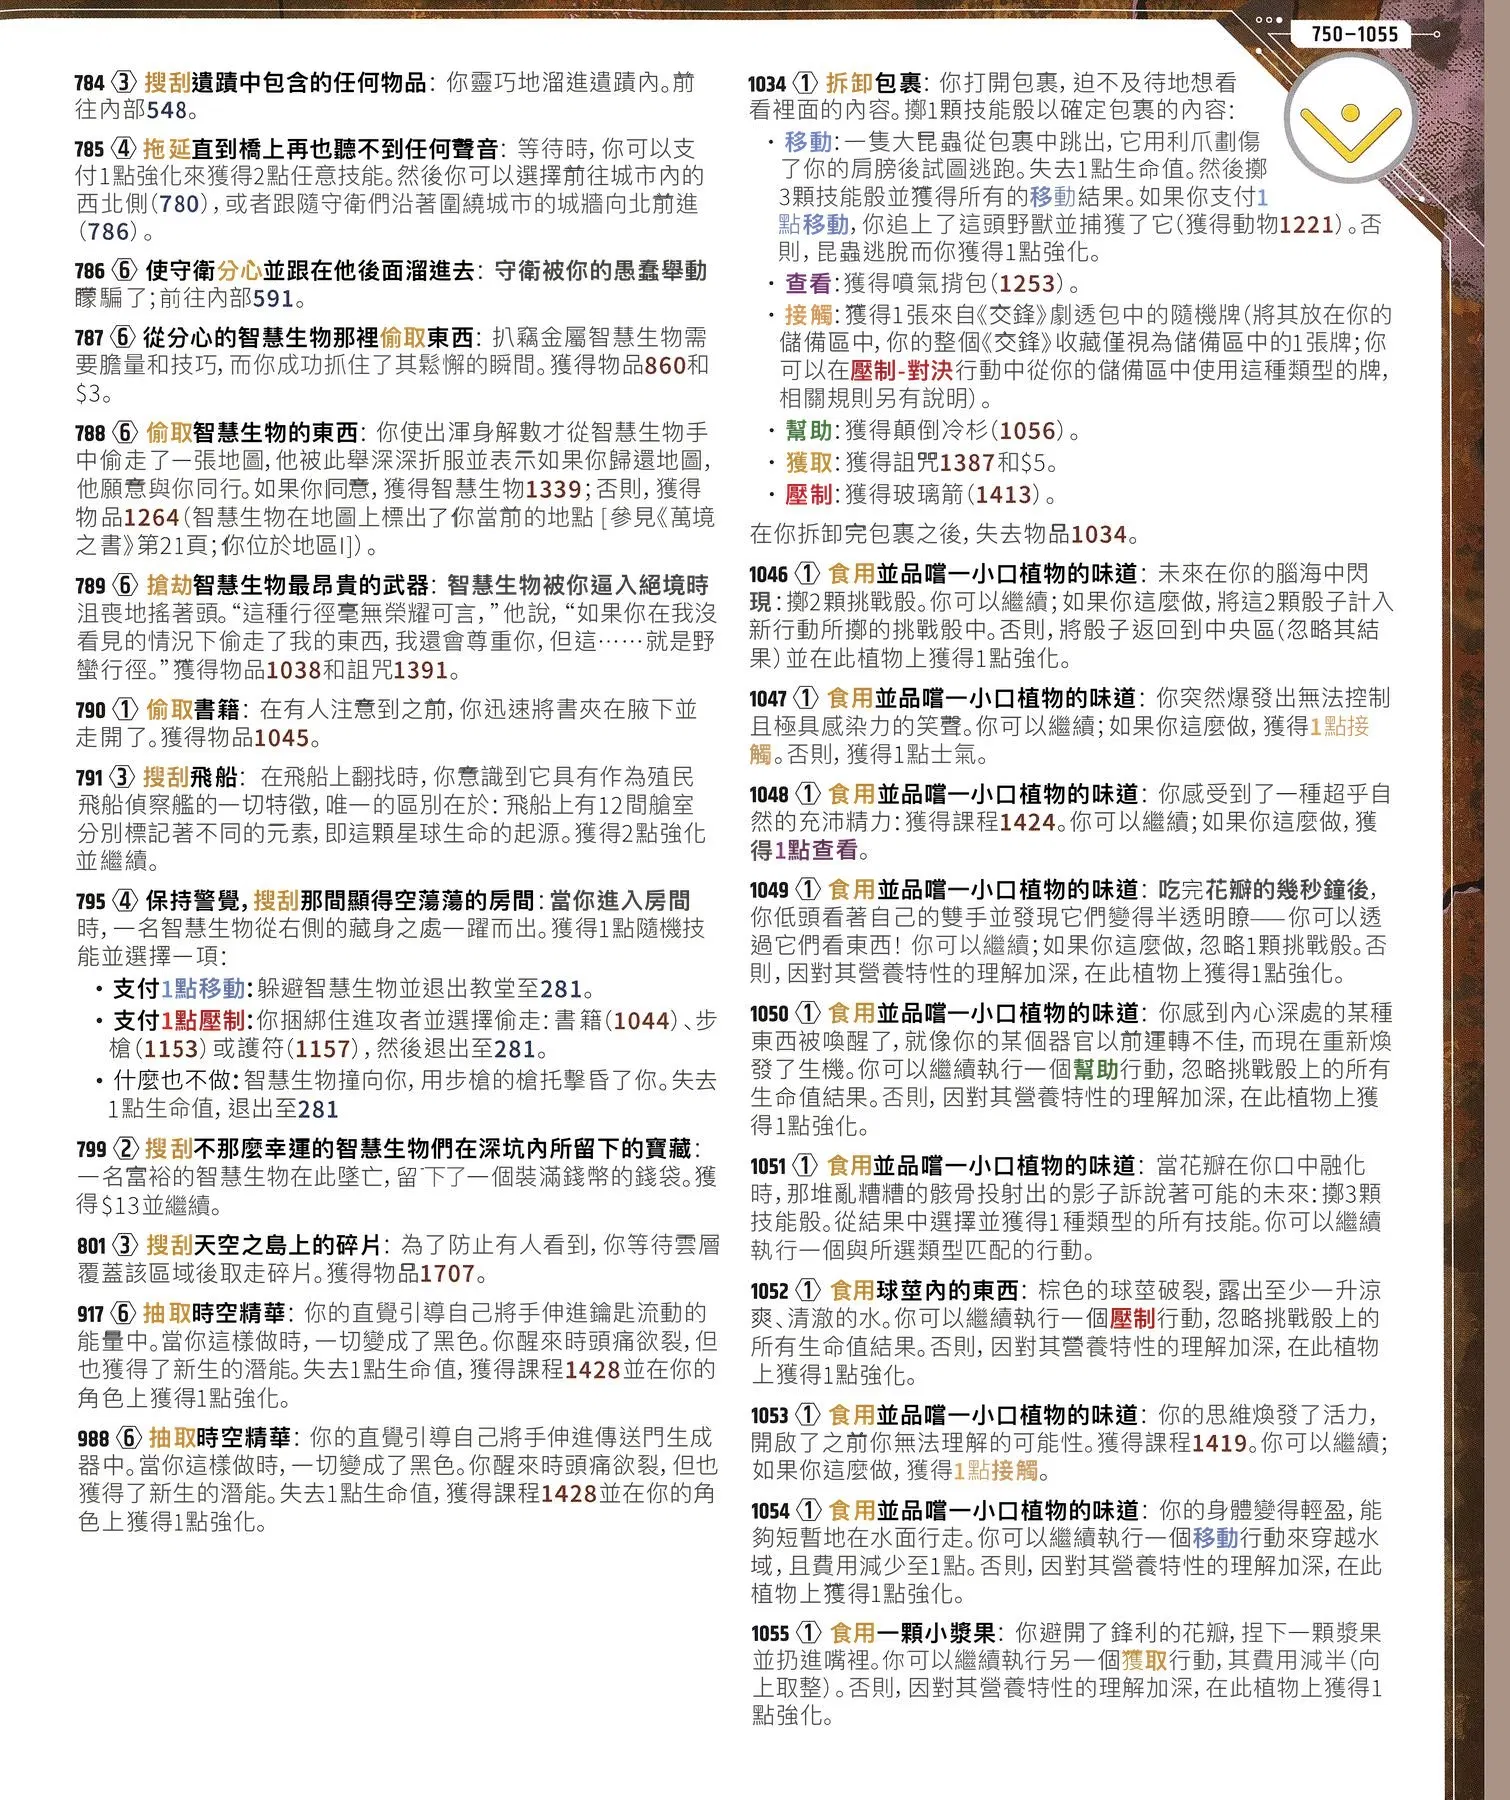 750–1055
784 3 搜刮遺蹟中包含的任何物品：你靈巧地溜進遺蹟內。前
往內部548。
785 4 拖延直到橋上再也聽不到任何聲音：等待時，你可以支
付1點強化來獲得2點任意技能。然後你可以選擇前往城市內的
西北側（780），或者跟隨守衛們沿著圍繞城市的城牆向北前進
（786）。
786 6 使守衛分心並跟在他後面溜進去：守衛被你的愚蠢舉動
矇騙了；前往內部591。
787 6 從分心的智慧生物那裡偷取東西：扒竊金屬智慧生物需
要膽量和技巧，而你成功抓住了其鬆懈的瞬間。獲得物品860和
$3。
788 6 偷取智慧生物的東西：你使出渾身解數才從智慧生物手
中偷走了一張地圖，他被此舉深深折服並表示如果你歸還地圖，
他願意與你同行。如果你同意，獲得智慧生物1339；否則，獲得
物品1264（智慧生物在地圖上標出了你當前的地點 [參見《萬境
之書》第21頁；你位於地區I]）。
789 6 搶劫智慧生物最昂貴的武器：智慧生物被你逼入絕境時
沮喪地搖著頭。“這種行徑毫無榮耀可言，”他說，“如果你在我沒
看見的情況下偷走了我的東西，我還會尊重你，但這……就是野
蠻行徑。”獲得物品1038和詛咒1391。
790 1 偷取書籍：在有人注意到之前，你迅速將書夾在腋下並
走開了。獲得物品1045。
791 3 搜刮飛船：在飛船上翻找時，你意識到它具有作為殖民
飛船偵察艦的一切特徵，唯一的區別在於：飛船上有12間艙室
分別標記著不同的元素，即這顆星球生命的起源。獲得2點強化
並繼續。
795 4 保持警覺，搜刮那間顯得空蕩蕩的房間：當你進入房間
時，一名智慧生物從右側的藏身之處一躍而出。獲得1點隨機技
能並選擇一項：
・支付1點移動：躲避智慧生物並退出教堂至281。
・支付1點壓制：你捆綁住進攻者並選擇偷走：書籍（1044）、步
槍（1153）或護符（1157），然後退出至281。
・什麼也不做：智慧生物撞向你，用步槍的槍托擊昏了你。失去
1點生命值，退出至281
799 2 搜刮不那麼幸運的智慧生物們在深坑內所留下的寶藏：
一名富裕的智慧生物在此墜亡，留下了一個裝滿錢幣的錢袋。獲
得$13並繼續。
801 3 搜刮天空之島上的碎片：為了防止有人看到，你等待雲層
覆蓋該區域後取走碎片。獲得物品1707。
917 6 抽取時空精華：你的直覺引導自己將手伸進鑰匙流動的
能量中。當你這樣做時，一切變成了黑色。你醒來時頭痛欲裂，但
也獲得了新生的潛能。失去1點生命值，獲得課程1428並在你的
角色上獲得1點強化。
988 6 抽取時空精華：你的直覺引導自己將手伸進傳送門生成
器中。當你這樣做時，一切變成了黑色。你醒來時頭痛欲裂，但也
獲得了新生的潛能。失去1點生命值，獲得課程1428並在你的角
色上獲得1點強化。
1034 1 拆卸包裹：你打開包裹，迫不及待地想看
看裡面的內容。擲1顆技能骰以確定包裹的內容：
・移動：一隻大昆蟲從包裹中跳出，它用利爪劃傷
了你的肩膀後試圖逃跑。失去1點生命值。然後擲
3顆技能骰並獲得所有的移動結果。如果你支付1
點移動，你追上了這頭野獸並捕獲了它（獲得動物1221）。否
則，昆蟲逃脫而你獲得1點強化。
・查看：獲得噴氣揹包（1253）。
・接觸：獲得1張來自《交鋒》劇透包中的隨機牌（將其放在你的
儲備區中，你的整個《交鋒》收藏僅視為儲備區中的1張牌；你
可以在壓制-對決行動中從你的儲備區中使用這種類型的牌，
相關規則另有說明）。
・幫助：獲得顛倒冷杉（1056）。
・獲取：獲得詛咒1387和$5。
・壓制：獲得玻璃箭（1413）。
在你拆卸完包裹之後，失去物品1034。
1046 1 食用並品嚐一小口植物的味道：未來在你的腦海中閃
現：擲2顆挑戰骰。你可以繼續；如果你這麼做，將這2顆骰子計入
新行動所擲的挑戰骰中。否則，將骰子返回到中央區（忽略其結
果）並在此植物上獲得1點強化。
1047 1 食用並品嚐一小口植物的味道：你突然爆發出無法控制
且極具感染力的笑聲。你可以繼續；如果你這麼做，獲得1點接
觸。否則，獲得1點士氣。
1048 1 食用並品嚐一小口植物的味道：你感受到了一種超乎自
然的充沛精力：獲得課程1424。你可以繼續；如果你這麼做，獲
得1點查看。
1049 1 食用並品嚐一小口植物的味道：吃完花瓣的幾秒鐘後，
你低頭看著自己的雙手並發現它們變得半透明瞭——你可以透
過它們看東西！你可以繼續；如果你這麼做，忽略1顆挑戰骰。否
則，因對其營養特性的理解加深，在此植物上獲得1點強化。
1050 1 食用並品嚐一小口植物的味道：你感到內心深處的某種
東西被喚醒了，就像你的某個器官以前運轉不佳，而現在重新煥
發了生機。你可以繼續執行一個幫助行動，忽略挑戰骰上的所有
生命值結果。否則，因對其營養特性的理解加深，在此植物上獲
得1點強化。
1051 1 食用並品嚐一小口植物的味道：當花瓣在你口中融化
時，那堆亂糟糟的骸骨投射出的影子訴說著可能的未來：擲3顆
技能骰。從結果中選擇並獲得1種類型的所有技能。你可以繼續
執行一個與所選類型匹配的行動。
1052 1 食用球莖內的東西：棕色的球莖破裂，露出至少一升涼
爽、清澈的水。你可以繼續執行一個壓制行動，忽略挑戰骰上的
所有生命值結果。否則，因對其營養特性的理解加深，在此植物
上獲得1點強化。
1053 1 食用並品嚐一小口植物的味道：你的思維煥發了活力，
開啟了之前你無法理解的可能性。獲得課程1419。你可以繼續；
如果你這麼做，獲得1點接觸。
1054 1 食用並品嚐一小口植物的味道：你的身體變得輕盈，能
夠短暫地在水面行走。你可以繼續執行一個移動行動來穿越水
域，且費用減少至1點。否則，因對其營養特性的理解加深，在此
植物上獲得1點強化。
1055 1 食用一顆小漿果：你避開了鋒利的花瓣，捏下一顆漿果
並扔進嘴裡。你可以繼續執行另一個獲取行動，其費用減半（向
上取整）。否則，因對其營養特性的理解加深，在此植物上獲得1
點強化。